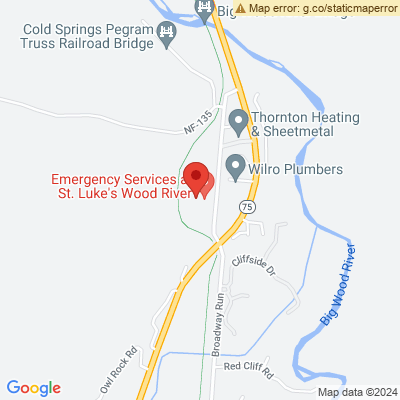 Map error: g.co/staticmaperror
Big
Cold Springs Pegram
Truss Railroad Bridge
NF-135
Thornton Heating
& Sheetmetal
Wilro Plumbers
Emergency Services a
St. Luke's Wood River
75
Cliffside Dr
Big Wood River
Broadway Run
Owl Rock Rd
Red Cliff Rd
Google
Map data ©2024